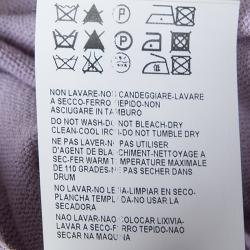 NON LAVARE-NON CANDEGGIARE-LAVARE
A SECCO-FERRO TIEPIDO-NON
ASCIUGARE IN TAMBURO
DO NOT WASH-DO NOT BLEACH-DRY
CLEAN-COOL IRON-DO NOT TUMBLE DRY
NE PAS LAVER-NE PAS UTILISER
D'AGENT DE BLANCHIMENT-NETTOYAGE A
SEC-FER WARM TEMPERATURE MAXIMALE
DE 110 GRADES-NE PAS SECHER DANS
DRUM
NO LAVAR-NO USE LEJIA-LIMPIAR EN SECO-
PLANCHA TEMPLADA-NO USAR LA
SECADORA
NAO LAVAR-NAO COLOCAR LIXIVIA-
LAVAR A SECO-FERRO TEPIDO-NAO
SECAR NA MAQUINA